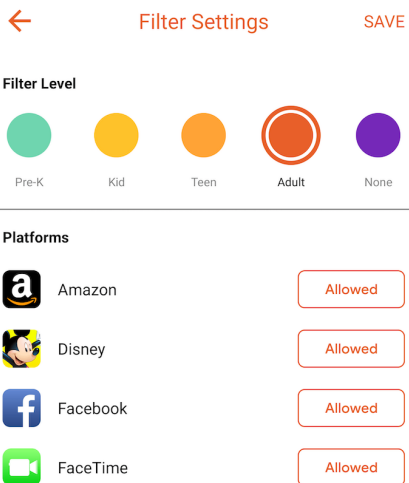 Filter Settings SAVE
Filter Level
Pre-K Kid Teen Adult None
Platforms
a Amazon Allowed
Disney Allowed
f Facebook Allowed
FaceTime Allowed